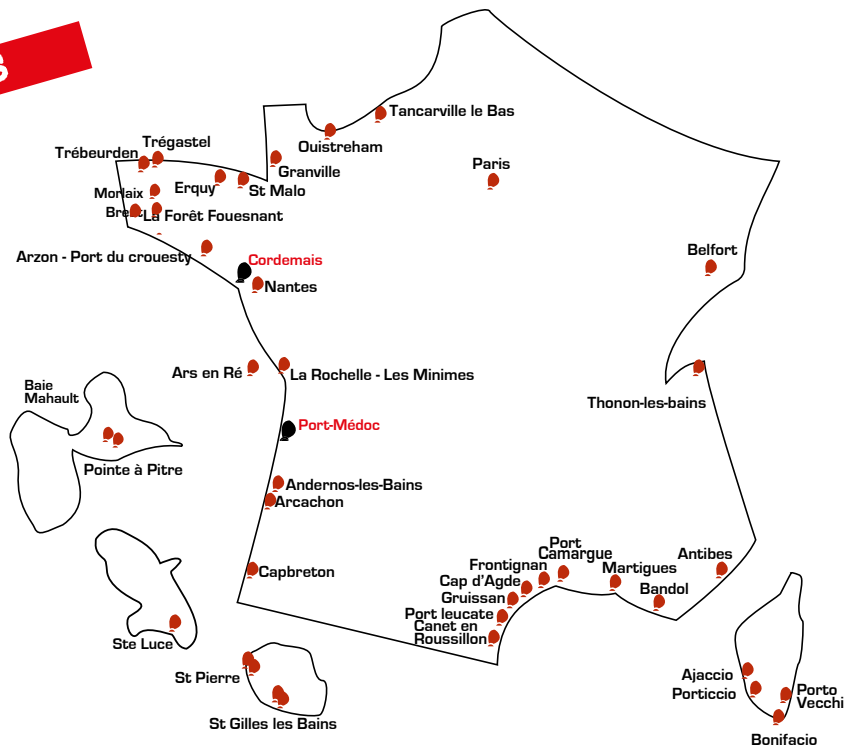 s
Tancarville le Bas
Ouistreham
Trégastel
Trébeurden
Granville
Paris
Morlaix
Erquy
St Malo
Brest
La Forêt Fouesnant
Arzon - Port du crouesty
Cordemais
Nantes
Belfort
Ars en Ré
La Rochelle - Les Minimes
Thonon-les-bains
Baie
Mahault
Port-Médoc
Pointe à Pitre
Andernos-les-Bains
Arcachon
Capbreton
Port
Camargue
Frontignan
Cap d'Agde
Gruissan
Port leucate
Canet en
Roussillon
Martigues
Bandol
Antibes
Ste Luce
St Pierre
St Gilles les Bains
Ajaccio
Porticcio
Porto
Vecchi
Bonifacio